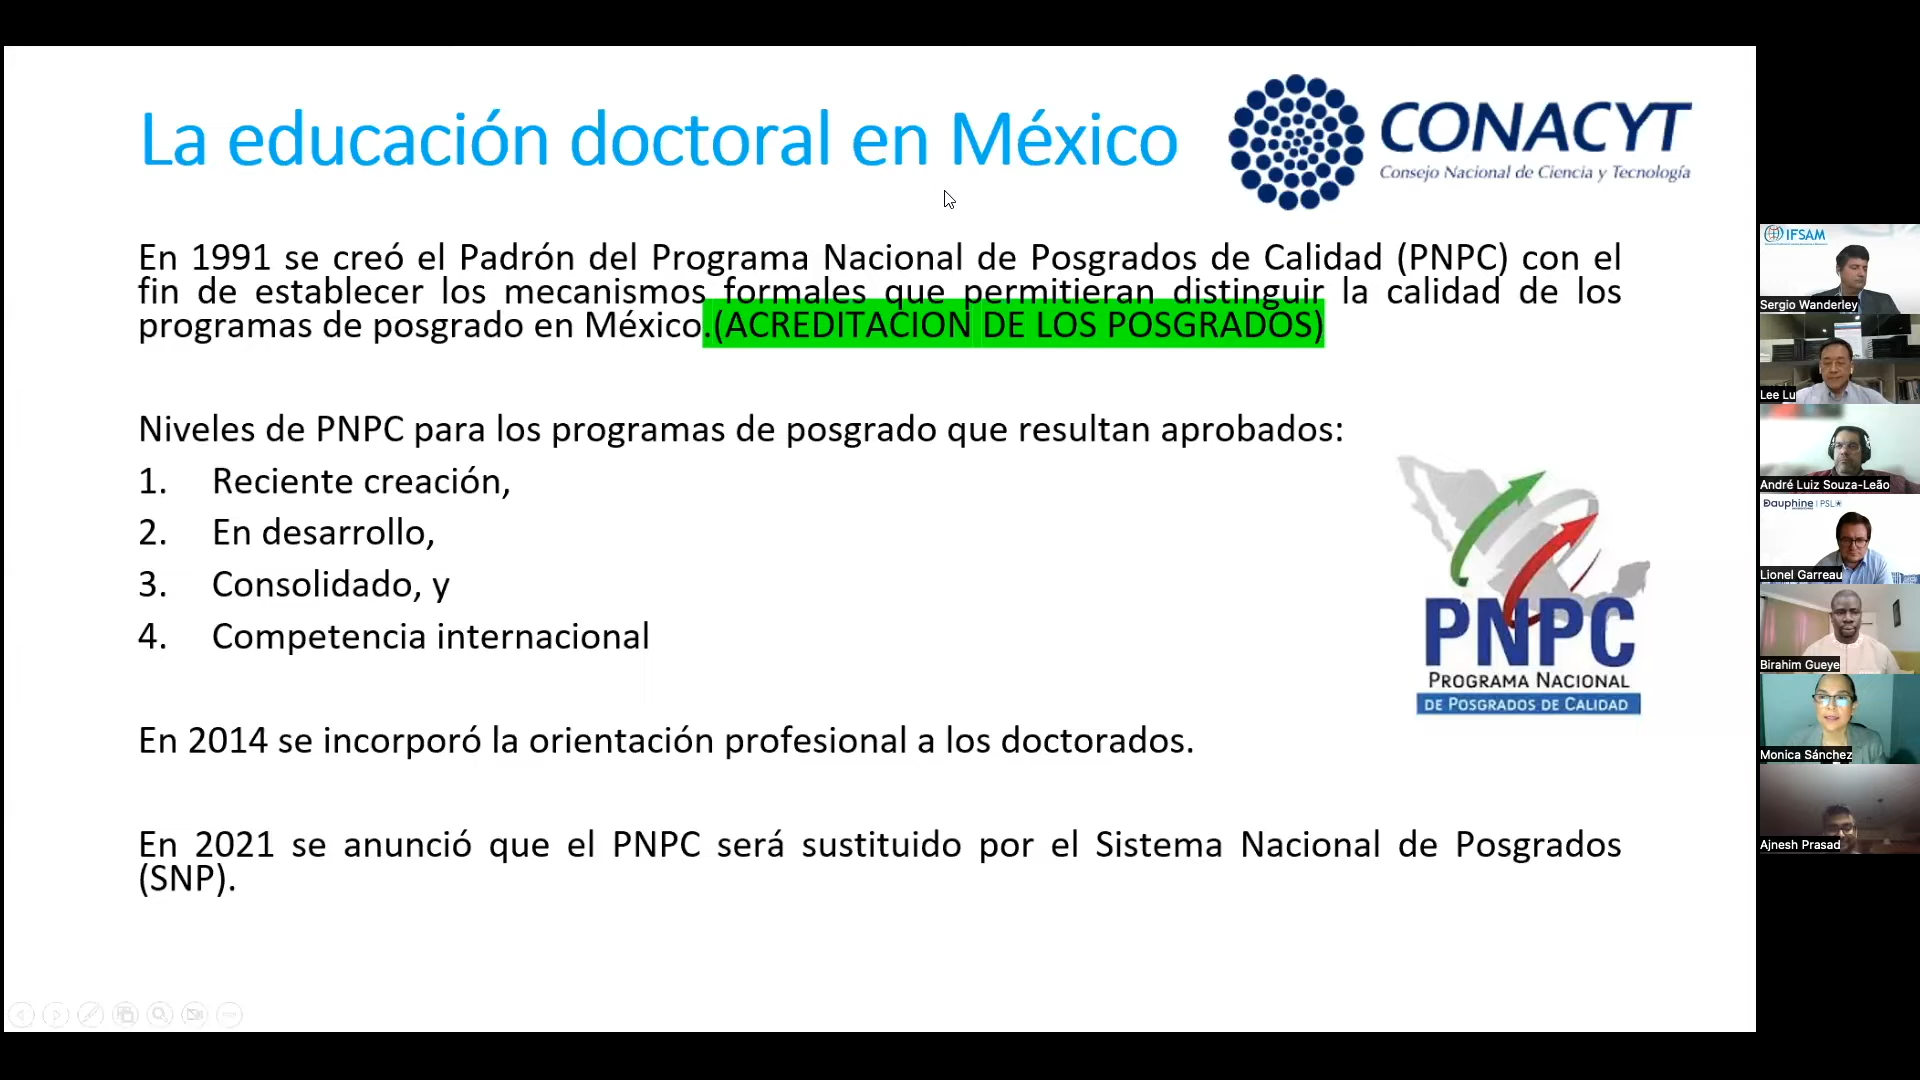 La educación doctoral en México
CONACYT
Consejo Nacional de Ciencia y Tecnología
En 1991 se creó el Padrón del Programa Nacional de Posgrados de Calidad (PNPC) con el
fin de establecer los mecanismos formales que permitieran distinguir la calidad de los
programas de posgrado en México.(ACREDITACION DE LOS POSGRADOS)
Niveles de PNPC para los programas de posgrado que resultan aprobados:
1. Reciente creación,
2. En desarrollo,
3. Consolidado, y
4. Competencia internacional
PNPC
PROGRAMA NACIONAL
DE POSGRADOS DE CALIDAD
En 2014 se incorporó la orientación profesional a los doctorados.
En 2021 se anunció que el PNPC será sustituido por el Sistema Nacional de Posgrados
(SNP).
IFSAM
Sergio Wanderley
Lee Lu
André Luiz Souza-Leão
Dauphine | PSL
Lionel Garreau
Birahim Gueye
Monica Sánchez
Ajnesh Prasad